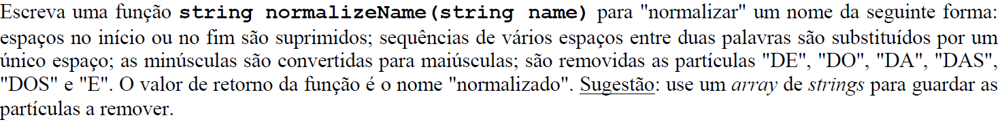 Escreva uma função string normalizeName(string name) para "normalizar" um nome da seguinte forma:
espaços no início ou no fim são suprimidos; sequências de vários espaços entre duas palavras são substituídos por um
único espaço; as minúsculas são convertidas para maiúsculas; são removidas as partículas "DE", "DO", "DA", "DAS",
"DOS" e "E". O valor de retorno da função é o nome "normalizado". Sugestão: use um array de strings para guardar as
partículas a remover.